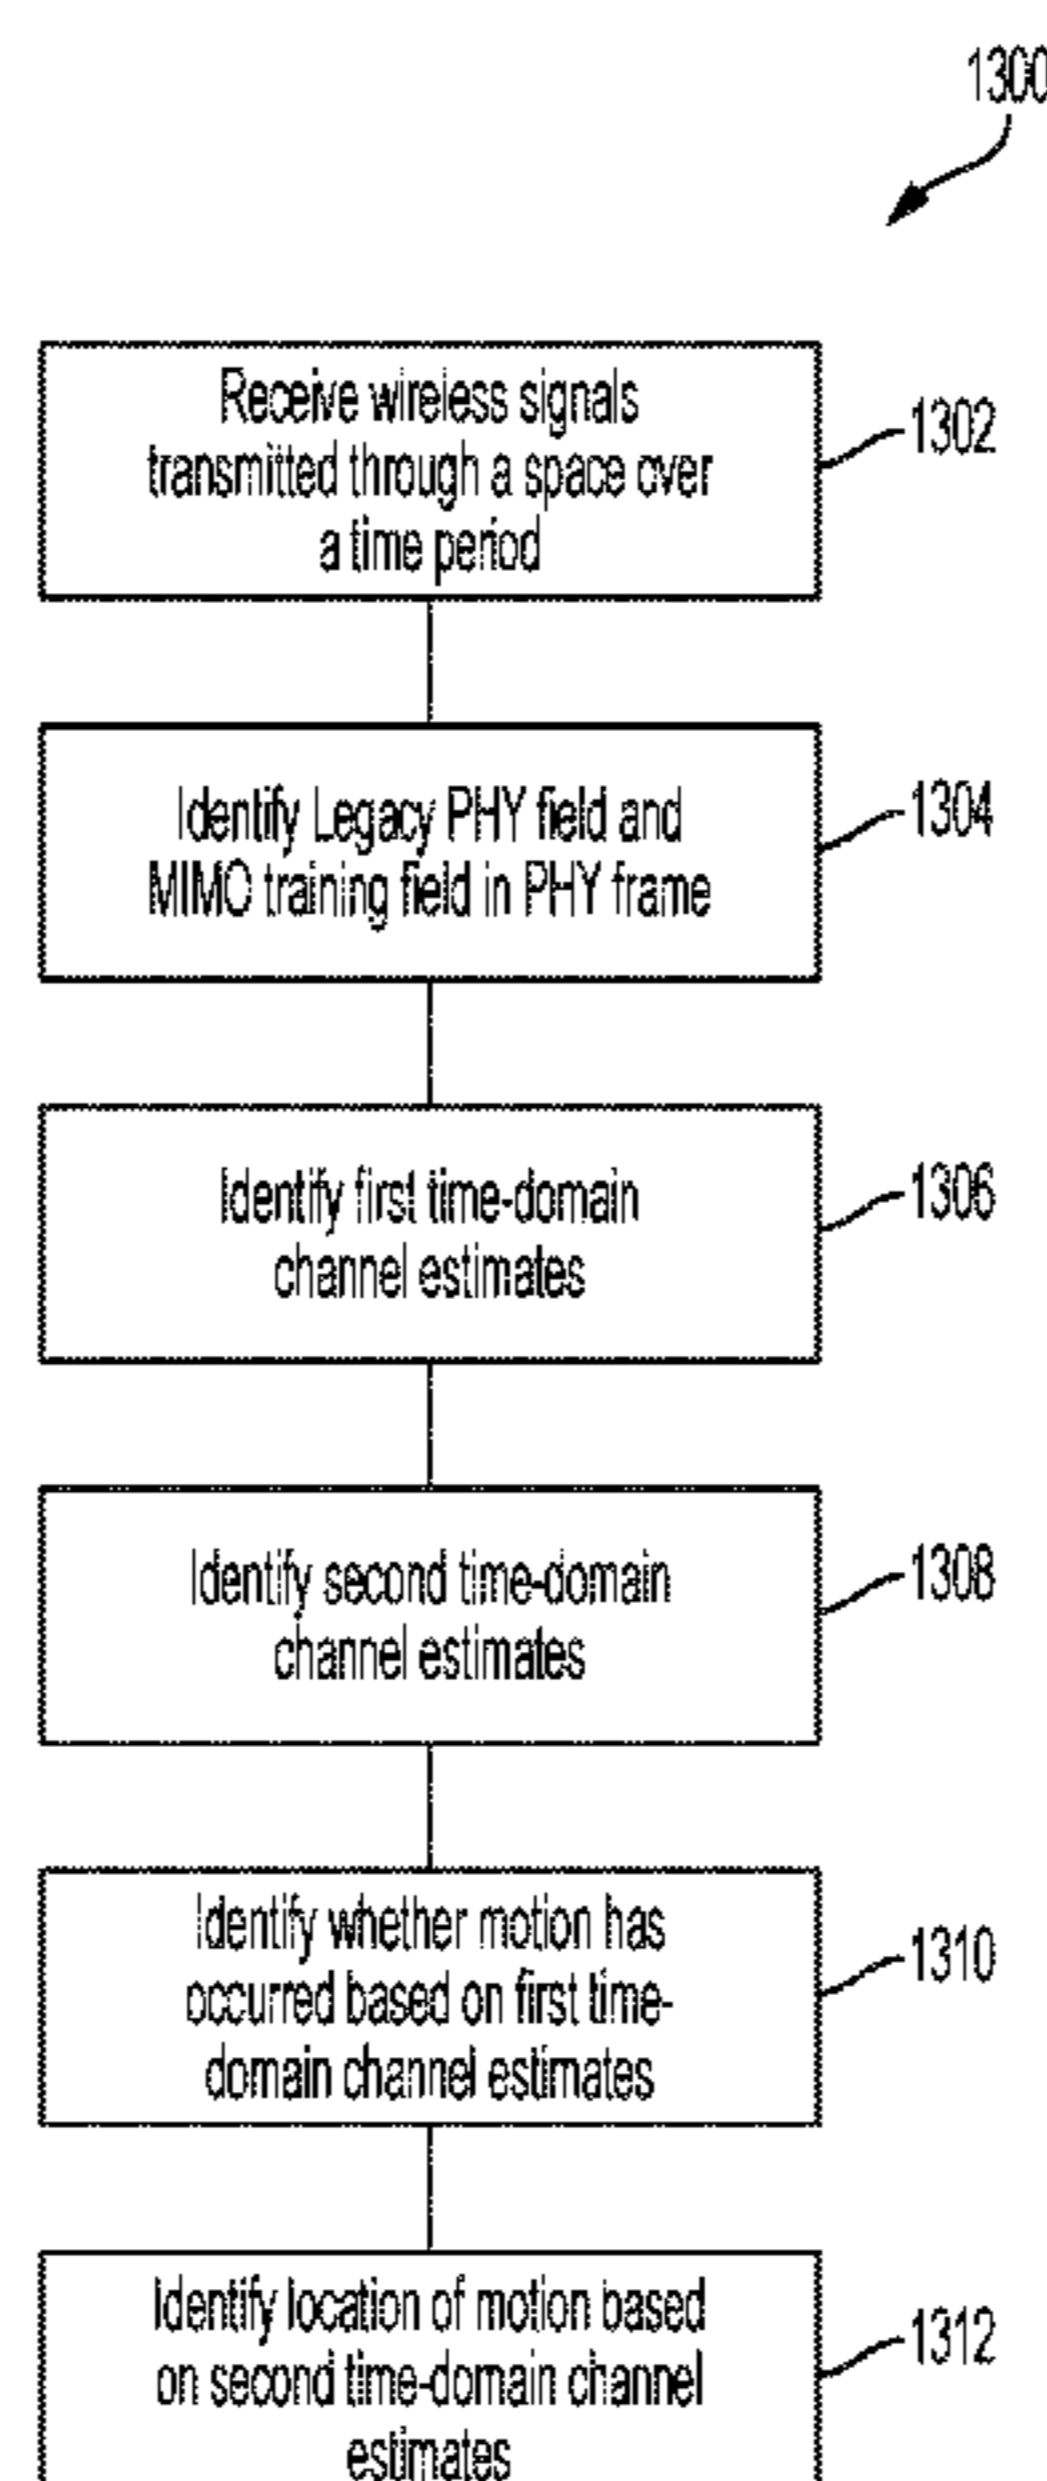 1300
Receive wireless signals
transmitted through a space over
a time period
1302
Identify Legacy PHY field and
MIMO training field in PHY frame
1304
Identify first time-domain
channel estimates
1306
Identify second time-domain
channel estimates
1308
Identify whether motion has
occurred based on first time-
domain channel estimates
1310
Identify location of motion based
on second time-domain channel
estimates
1312